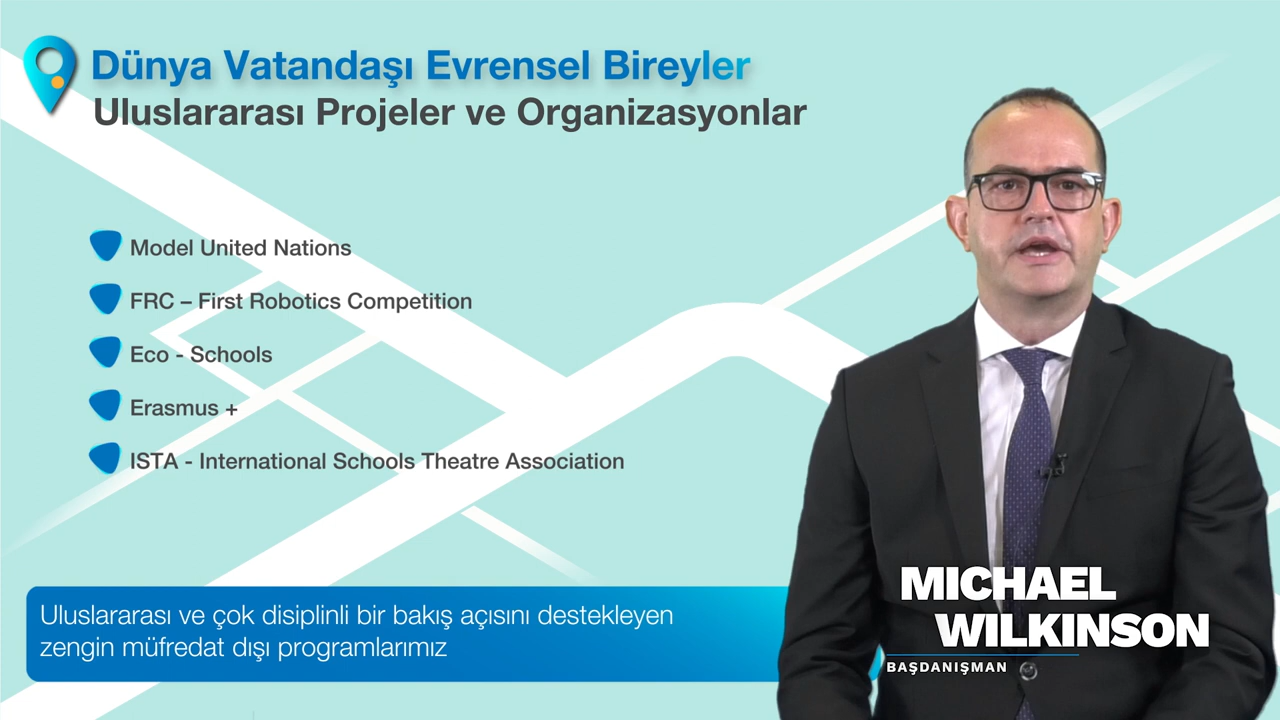 Dünya Vatandaşı Evrensel Bireyler
Uluslararası Projeler ve Organizasyonlar
Model United Nations
FRC – First Robotics Competition
Eco - Schools
Erasmus +
ISTA - International Schools Theatre Association
Uluslararası ve çok disiplinli bir bakış açısını destekleyen
zengin müfredat dışı programlarımız
MICHAEL
WILKINSON
BAŞDANIŞMAN